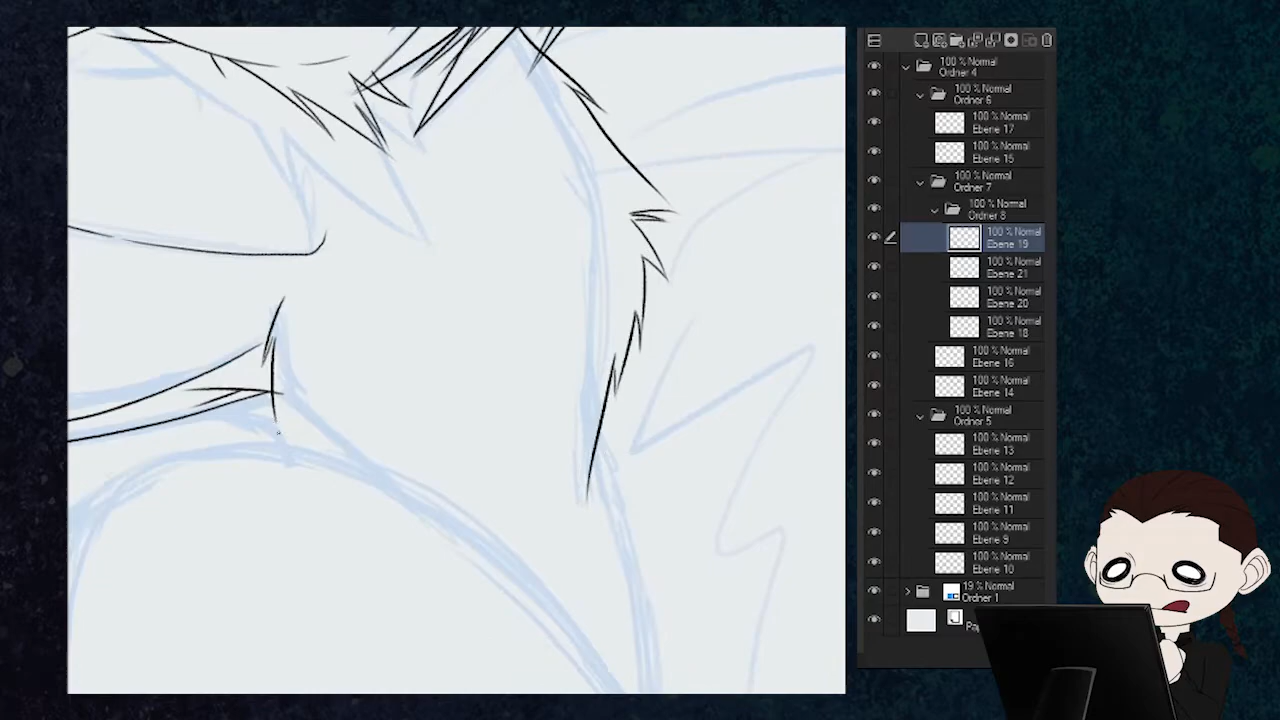 100 % Normal
Ordner 4
100 % Normal
Ordner 6
100 % Normal
Ebene 17
100 % Normal
Ebene 15
100 % Normal
Ordner 7
100 % Normal
Ordner 8
100 % Normal
Ebene 19
100 % Normal
Ebene 21
100 % Normal
Ebene 20
100 % Normal
Ebene 18
100 % Normal
Ebene 16
100 % Normal
Ebene 14
100 % Normal
Ordner 5
100 % Normal
Ebene 13
100 % Normal
Ebene 12
100 % Normal
Ebene 11
100 % Normal
Ebene 9
100 % Normal
Ebene 10
19 % Normal
Ordner 1